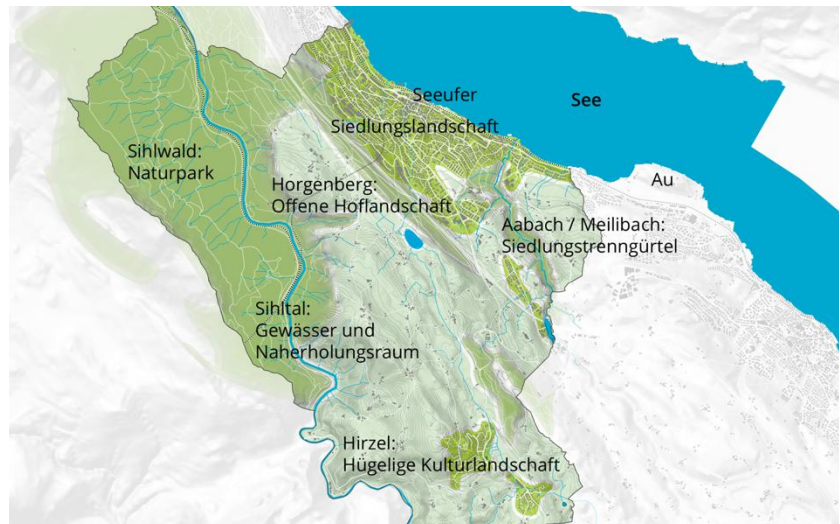 Seeufer
See
Siedlungslandschaft
Sihlwald:
Naturpark
Horgenberg:
Offene Hoflandschaft
Au
Aabach / Meilibach:
Siedlungstrenngürtel
Sihltal:
Gewässer und
Naherholungsraum
Hirzel:
Hügelige Kulturlandschaft